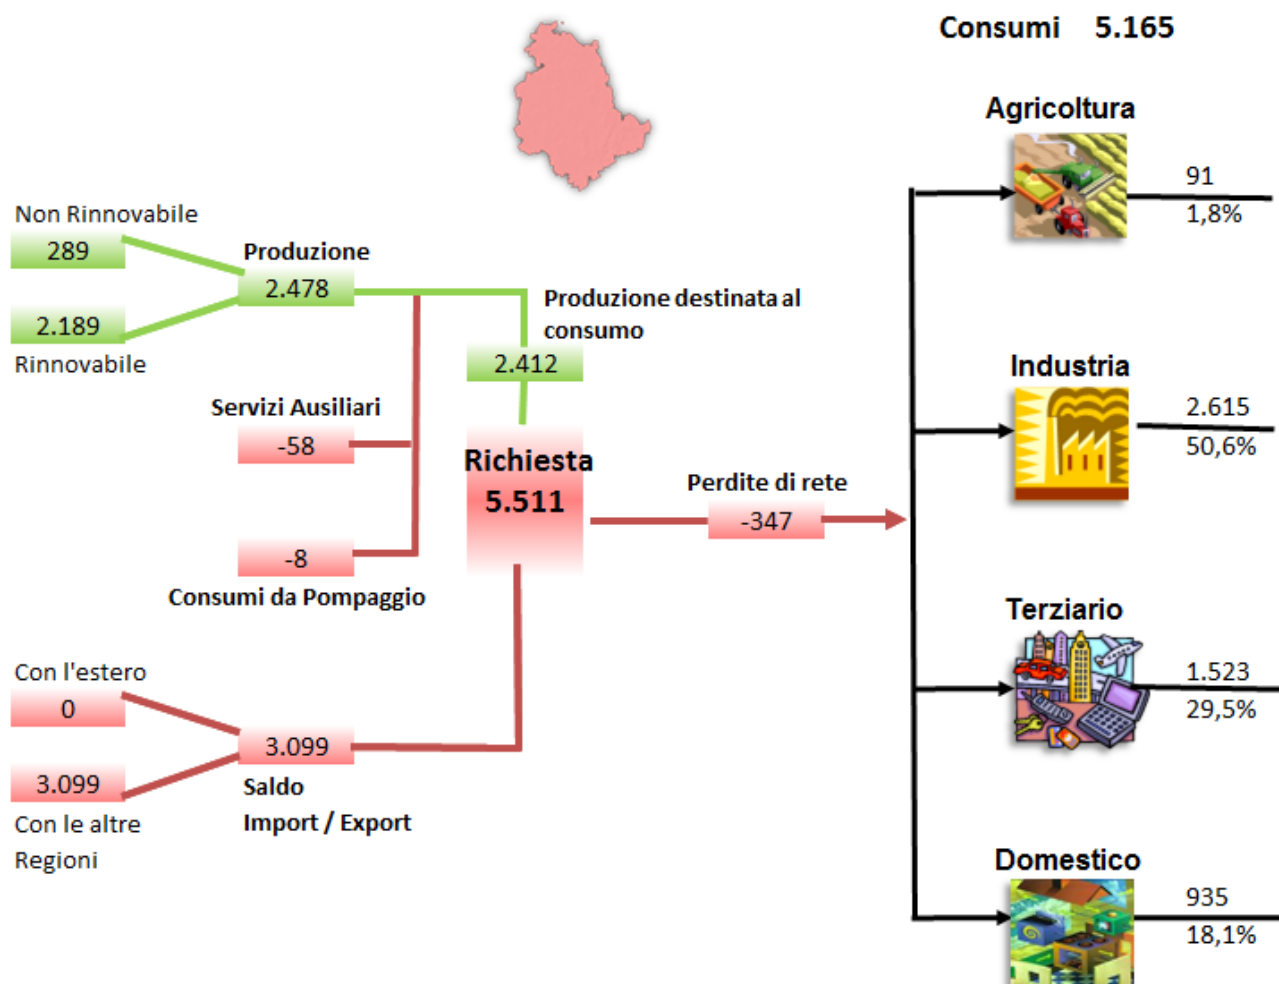 Consumi 5.165
Non Rinnovabile
289
2.189
Rinnovabile
Produzione
2.478
Servizi Ausiliari
-58
-8
Consumi da Pompaggio
Produzione destinata al
consumo
2.412
Richiesta
5.511
Con l'estero
0
3.099
Con le altre
Regioni
3.099
Saldo
Import / Export
Perdite di rete
-347
Agricoltura
91
1,8%
Industria
2.615
50,6%
Terziario
1.523
29,5%
Domestico
935
18,1%